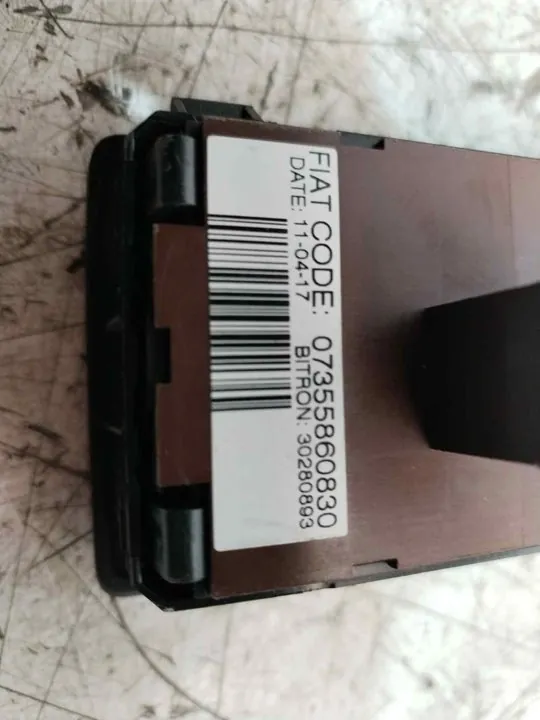 FIAT CODE: 07355860830
DATE: 11-04-17
BITRON: 30280893